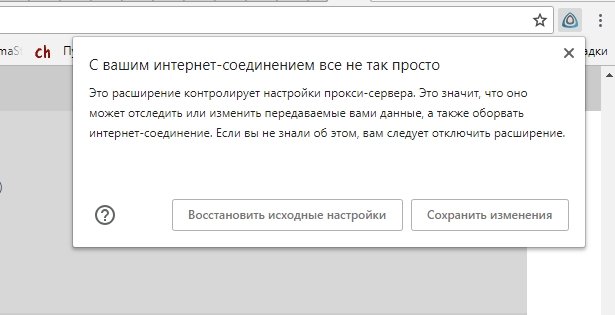 maSt
ch
Пу
адки
С вашим интернет-соединением все не так просто
Это расширение контролирует настройки прокси-сервера. Это значит, что оно
может отследить или изменить передаваемые вами данные, а также оборвать
интернет-соединение. Если вы не знали об этом, вам следует отключить расширение.
)
Восстановить исходные настройки
Сохранить изменения